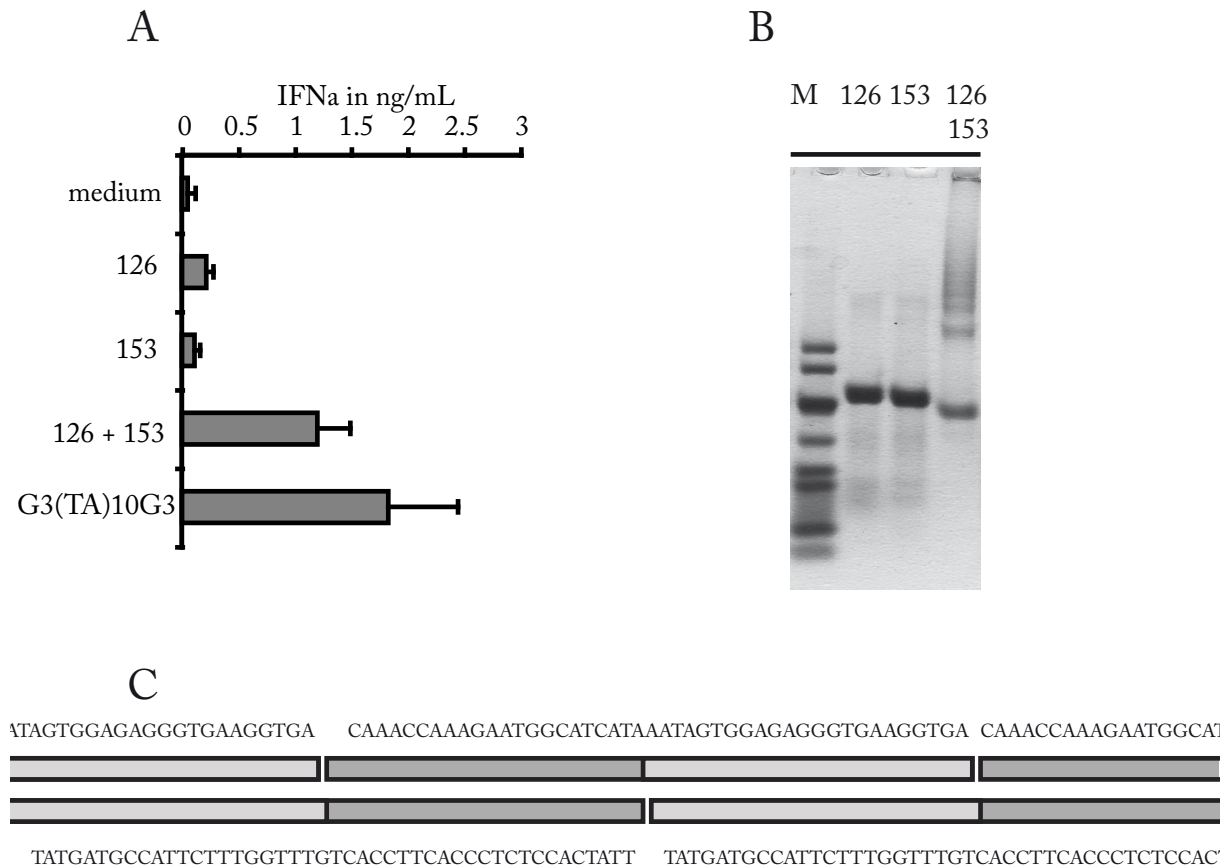 A
IFNa in ng/mL
0 0.5 1 1.5 2 2.5 3
medium
126
153
126 + 153
G3(TA)10G3
B
M 126 153 126
153
C
ATAGTGGAGAGGGTGAAGGTGA CAAACCAAAGAATGGCATCATAAATAGTGGAGAGGGTGAAGGTGA CAAACCAAAGAATGGCAT
TATGATGCCATTCTTTGGTTTGTCACCTTCACCCTCTCCACTATT TATGATGCCATTCTTTGGTTTGTCACCTTCACCCTCTCCACT